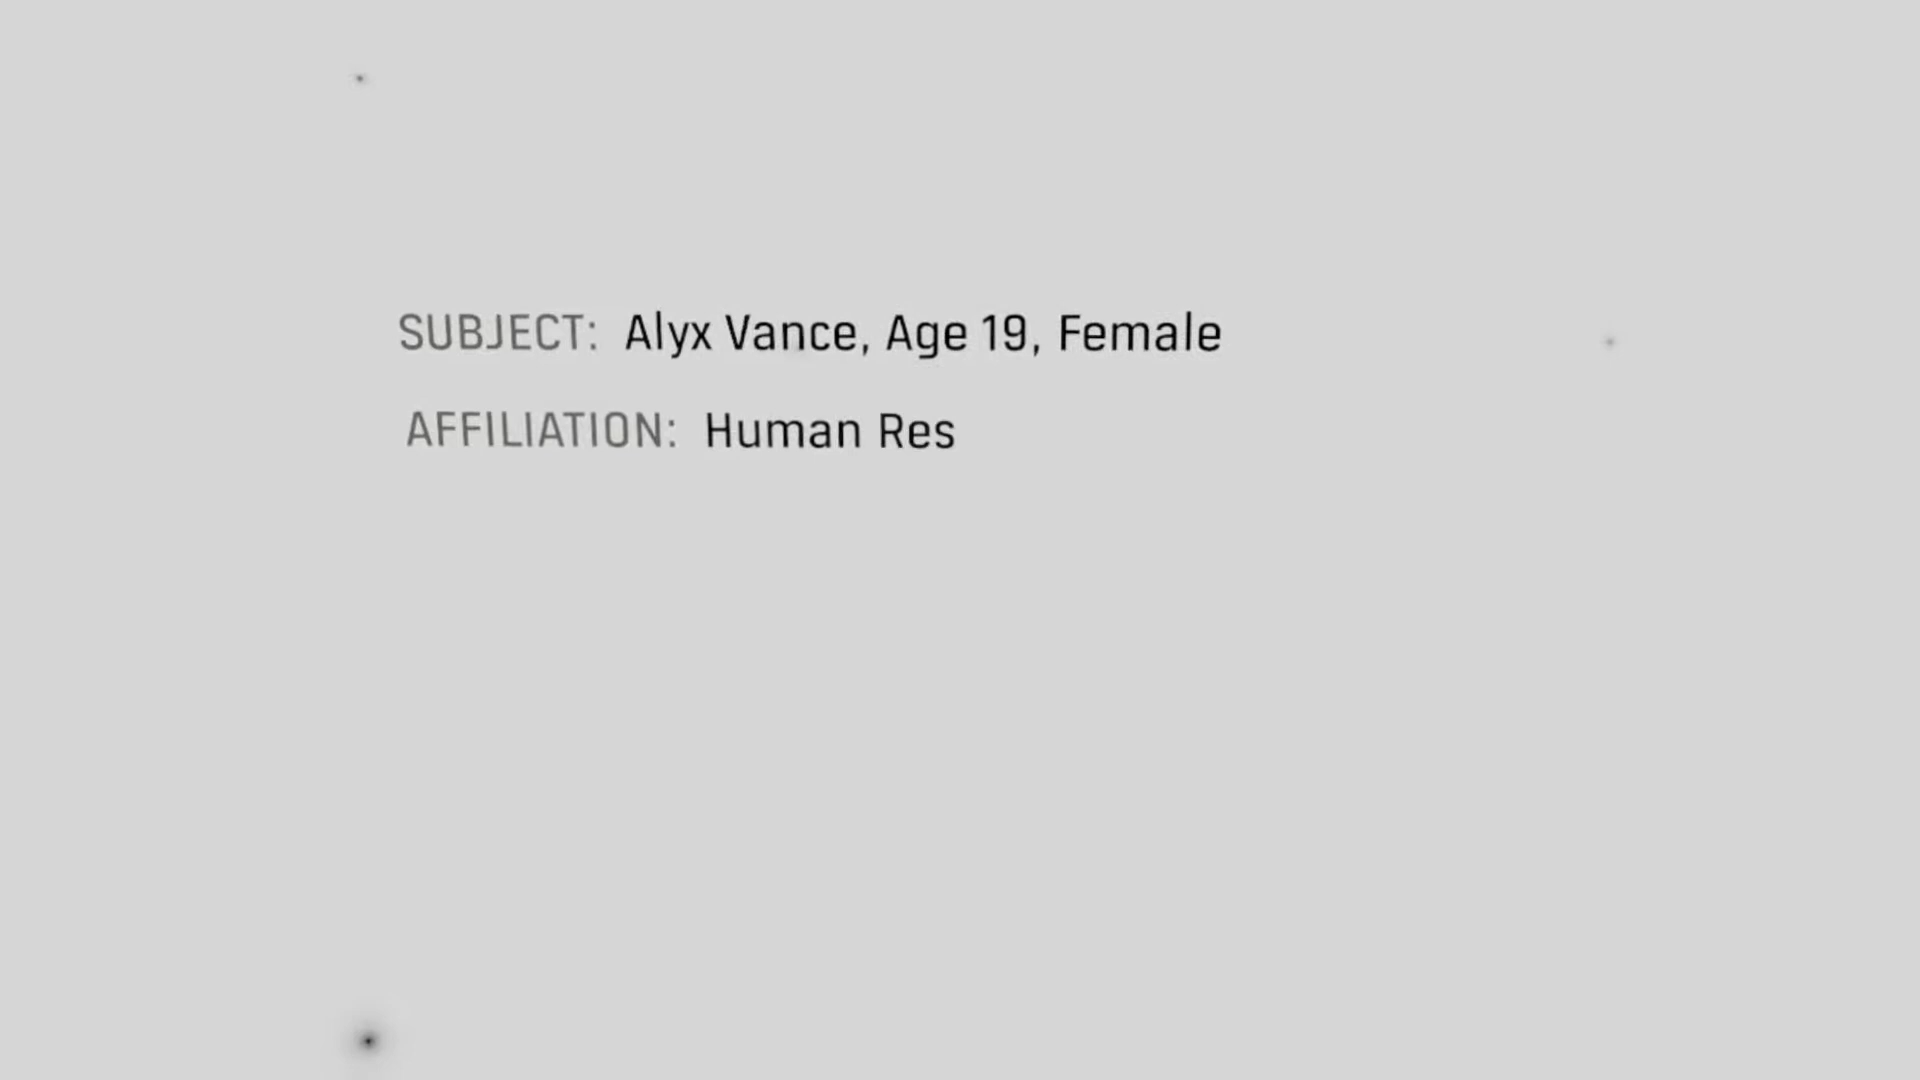 SUBJECT: Alyx Vance, Age 19, Female
AFFILIATION: Human Res